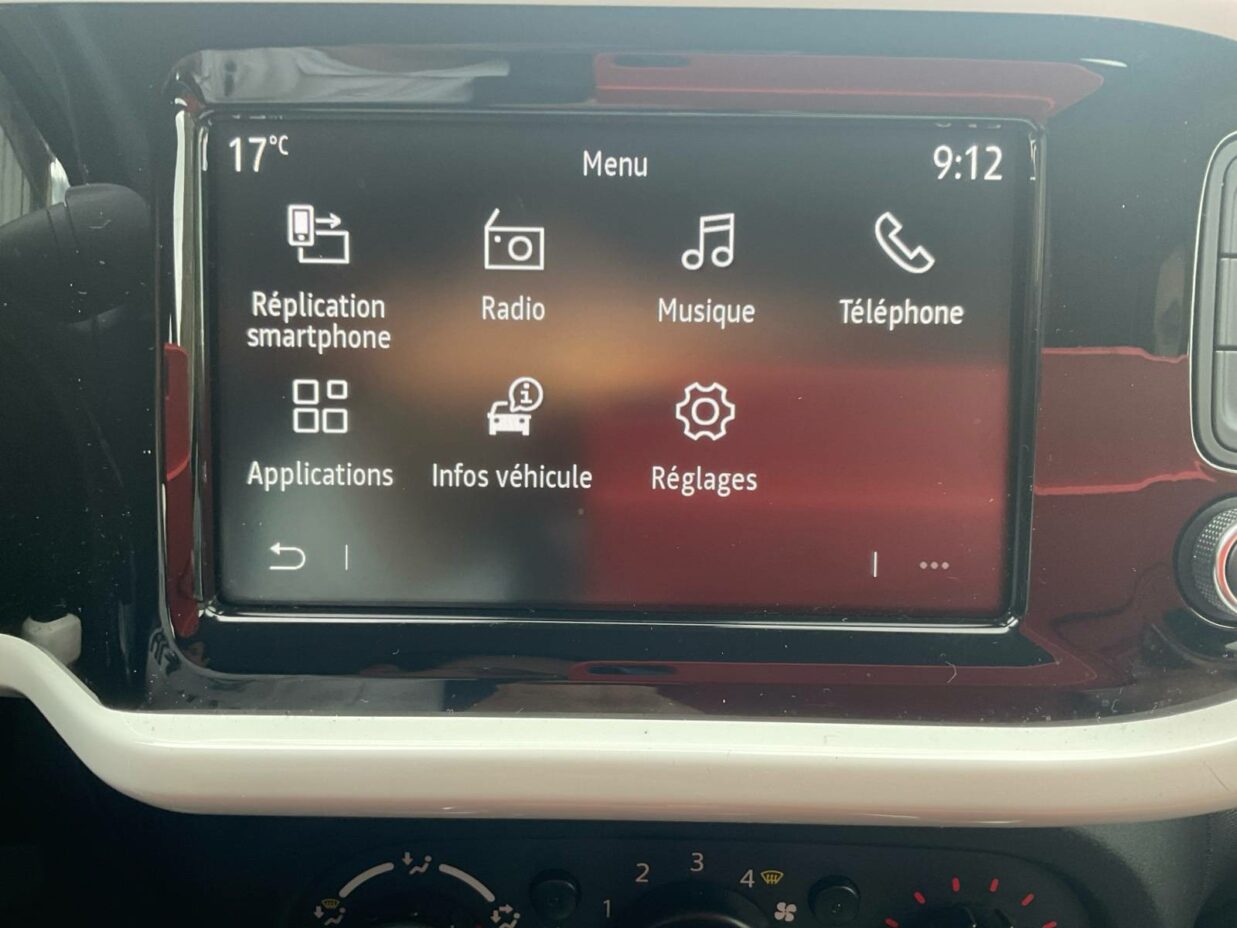 17°C
Menu
9:12
Réplication
smartphone
Radio
Musique
Téléphone
Applications
Infos véhicule
Réglages
1
2
3
4